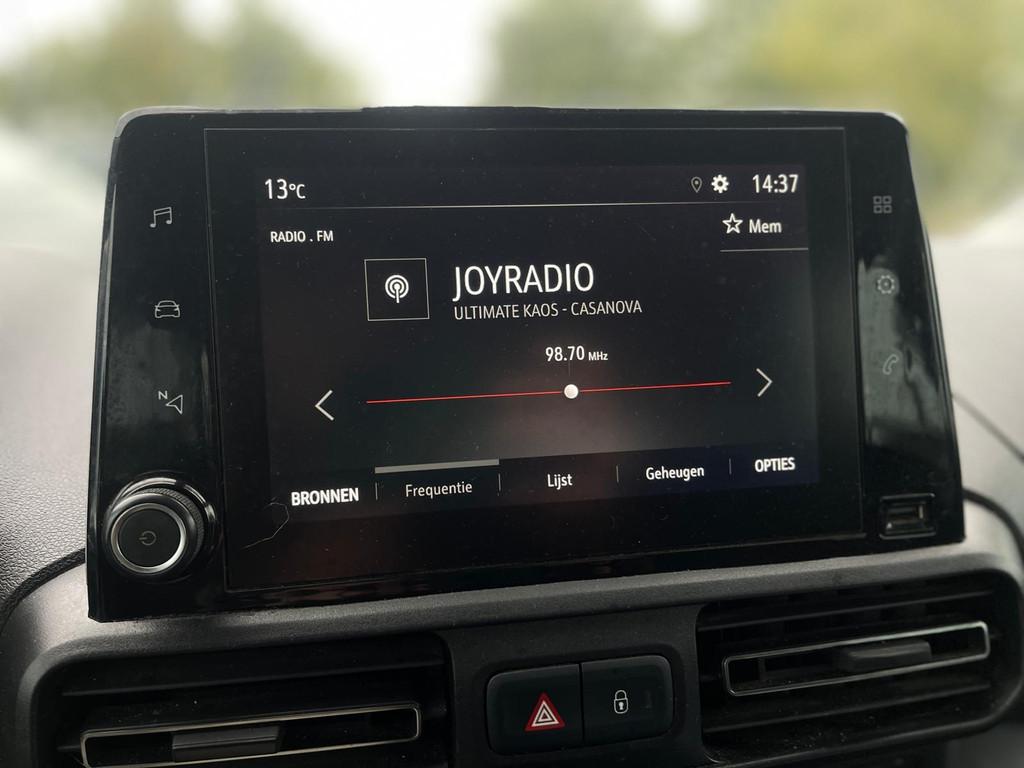 13°C 14:37
RADIO . FM
Mem
JOYRADIO
ULTIMATE KAOS - CASANOVA
98.70 MHz
N
BRONNEN Frequentie Lijst Geheugen OPTIES